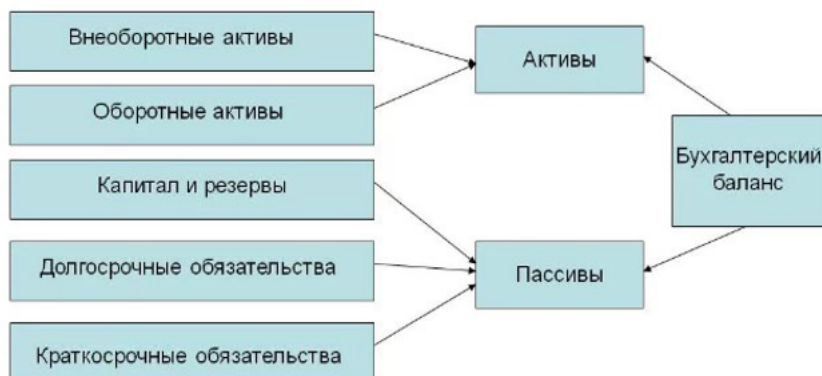 Внеоборотные активы
Оборотные активы
Капитал и резервы
Долгосрочные обязательства
Краткосрочные обязательства
Активы
Пассивы
Бухгалтерский
баланс